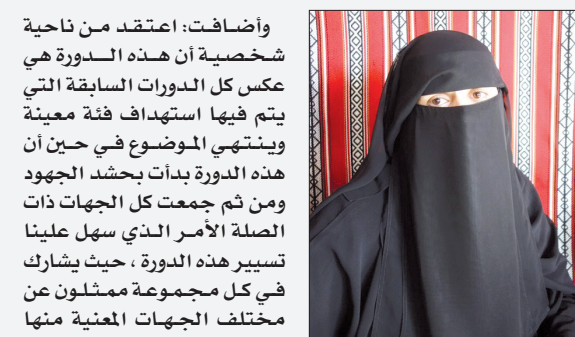 وأضافت: اعتقد من ناحية
شخصية أن هذه الدورة هي
عكس كل الدورات السابقة التي
يتم فيها استهداف فئة معينة
وينتهي الموضوع في حين أن
هذه الدورة بدأت بحشد الجهود
ومن ثم جمعت كل الجهات ذات
الصلة الأمر الذي سهل علينا
تسيير هذه الدورة ، حيث يشارك
في كل مجموعة ممثلون عن
مختلف الجهات المعنية منها